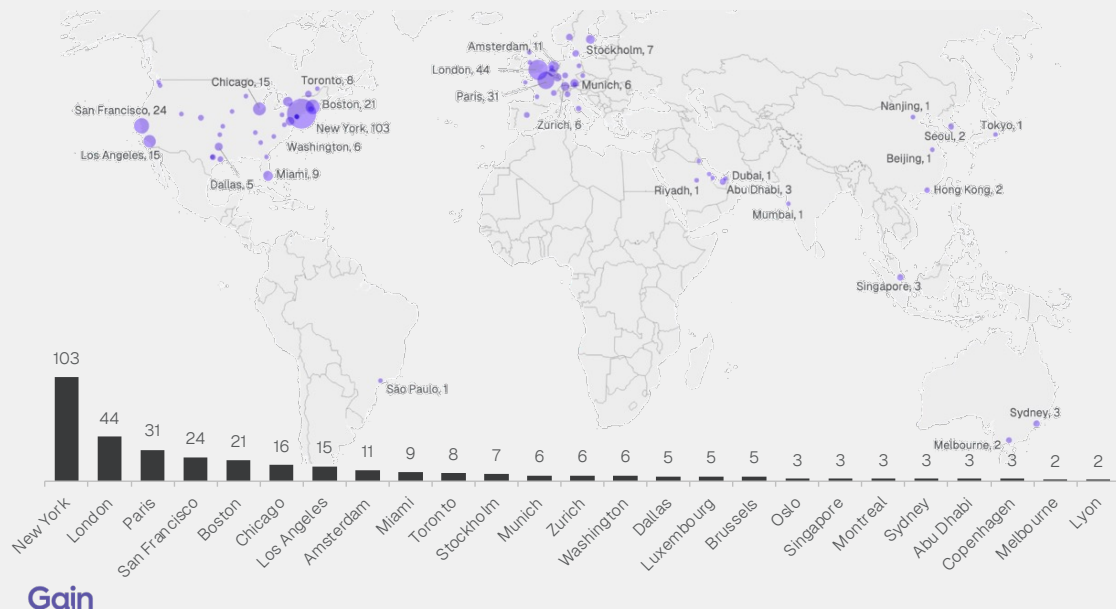 Amsterdam, 11
Stockholm, 7
London, 44
Chicago, 15
Toronto, 8
Munich, 6
Paris, 31
San Francisco, 24
Boston, 21
Nanjing, 1
New York, 103
Zurich, 6
Seoul, 2
Tokyo, 1
Los Angeles, 15
Washington, 6
Beijing, 1
Miami, 9
Dubai, 1
Dallas, 5
Riyadh, 1
Abu Dhabi, 3
Hong Kong, 2
Mumbai, 1
Singapore, 3
São Paulo, 1
Sydney, 3
Melbourne, 2
103
44
31
24
21
16
15
11
9
8
7
6
6
6
5
5
5
3
3
3
3
3
3
2
2
New York
London
Paris
San Francisco
Boston
Chicago
Los Angeles
Amsterdam
Miami
Toronto
Stockholm
Munich
Zurich
Washington
Dallas
Luxembourg
Brussels
Oslo
Singapore
Montreal
Sydney
Abu Dhabi
Copenhagen
Melbourne
Lyon
Gain